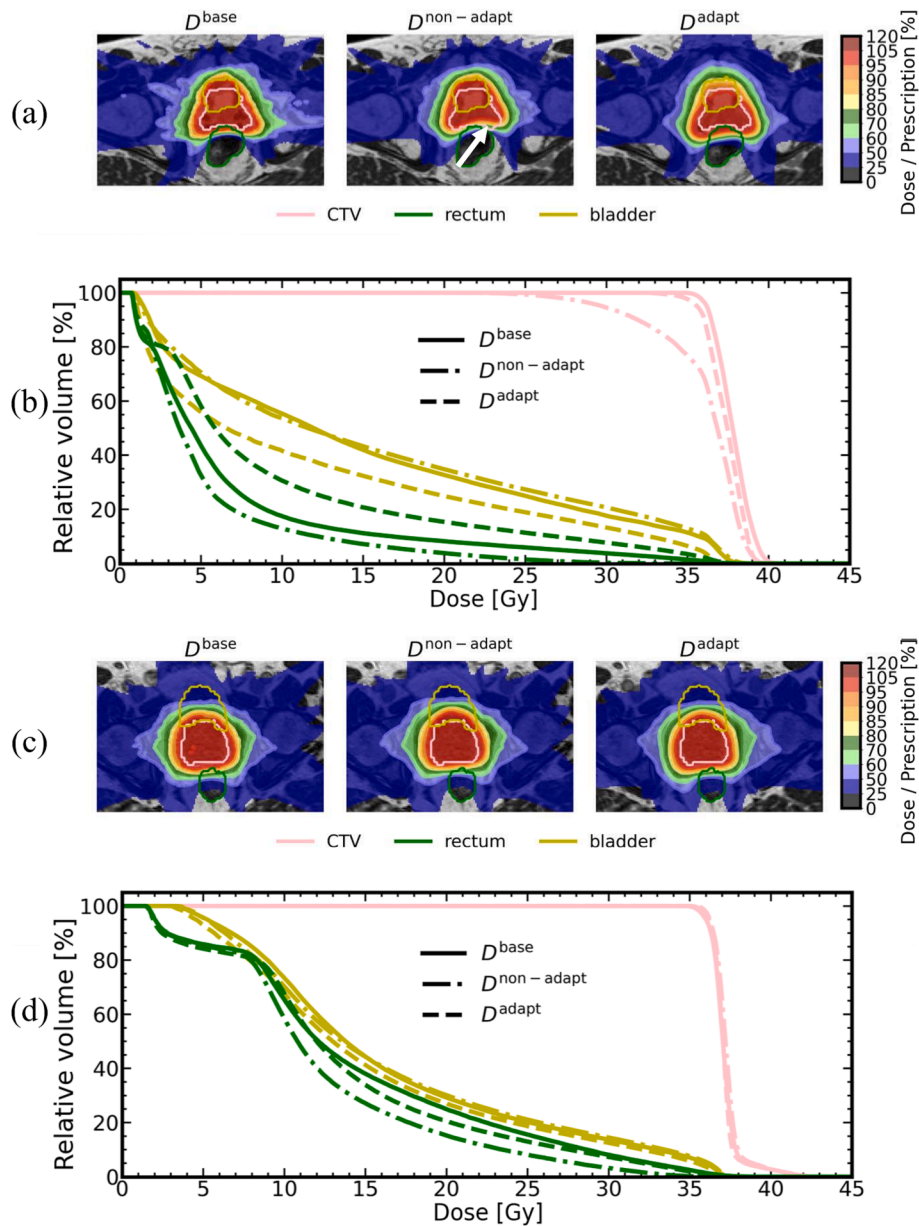 D^base D^non-adapt D^adapt
(a)
120
105
95
90
85
80
70
60
50
25
0
Dose / Prescription [%]
CTV rectum bladder
(b)
Relative volume [%]
100
80
60
40
20
0
D^base
D^non-adapt
D^adapt
0 5 10 15 20 25 30 35 40 45
Dose [Gy]
D^base D^non-adapt D^adapt
(c)
120
105
95
90
85
80
70
60
50
25
0
Dose / Prescription [%]
CTV rectum bladder
(d)
Relative volume [%]
100
80
60
40
20
0
D^base
D^non-adapt
D^adapt
0 5 10 15 20 25 30 35 40 45
Dose [Gy]